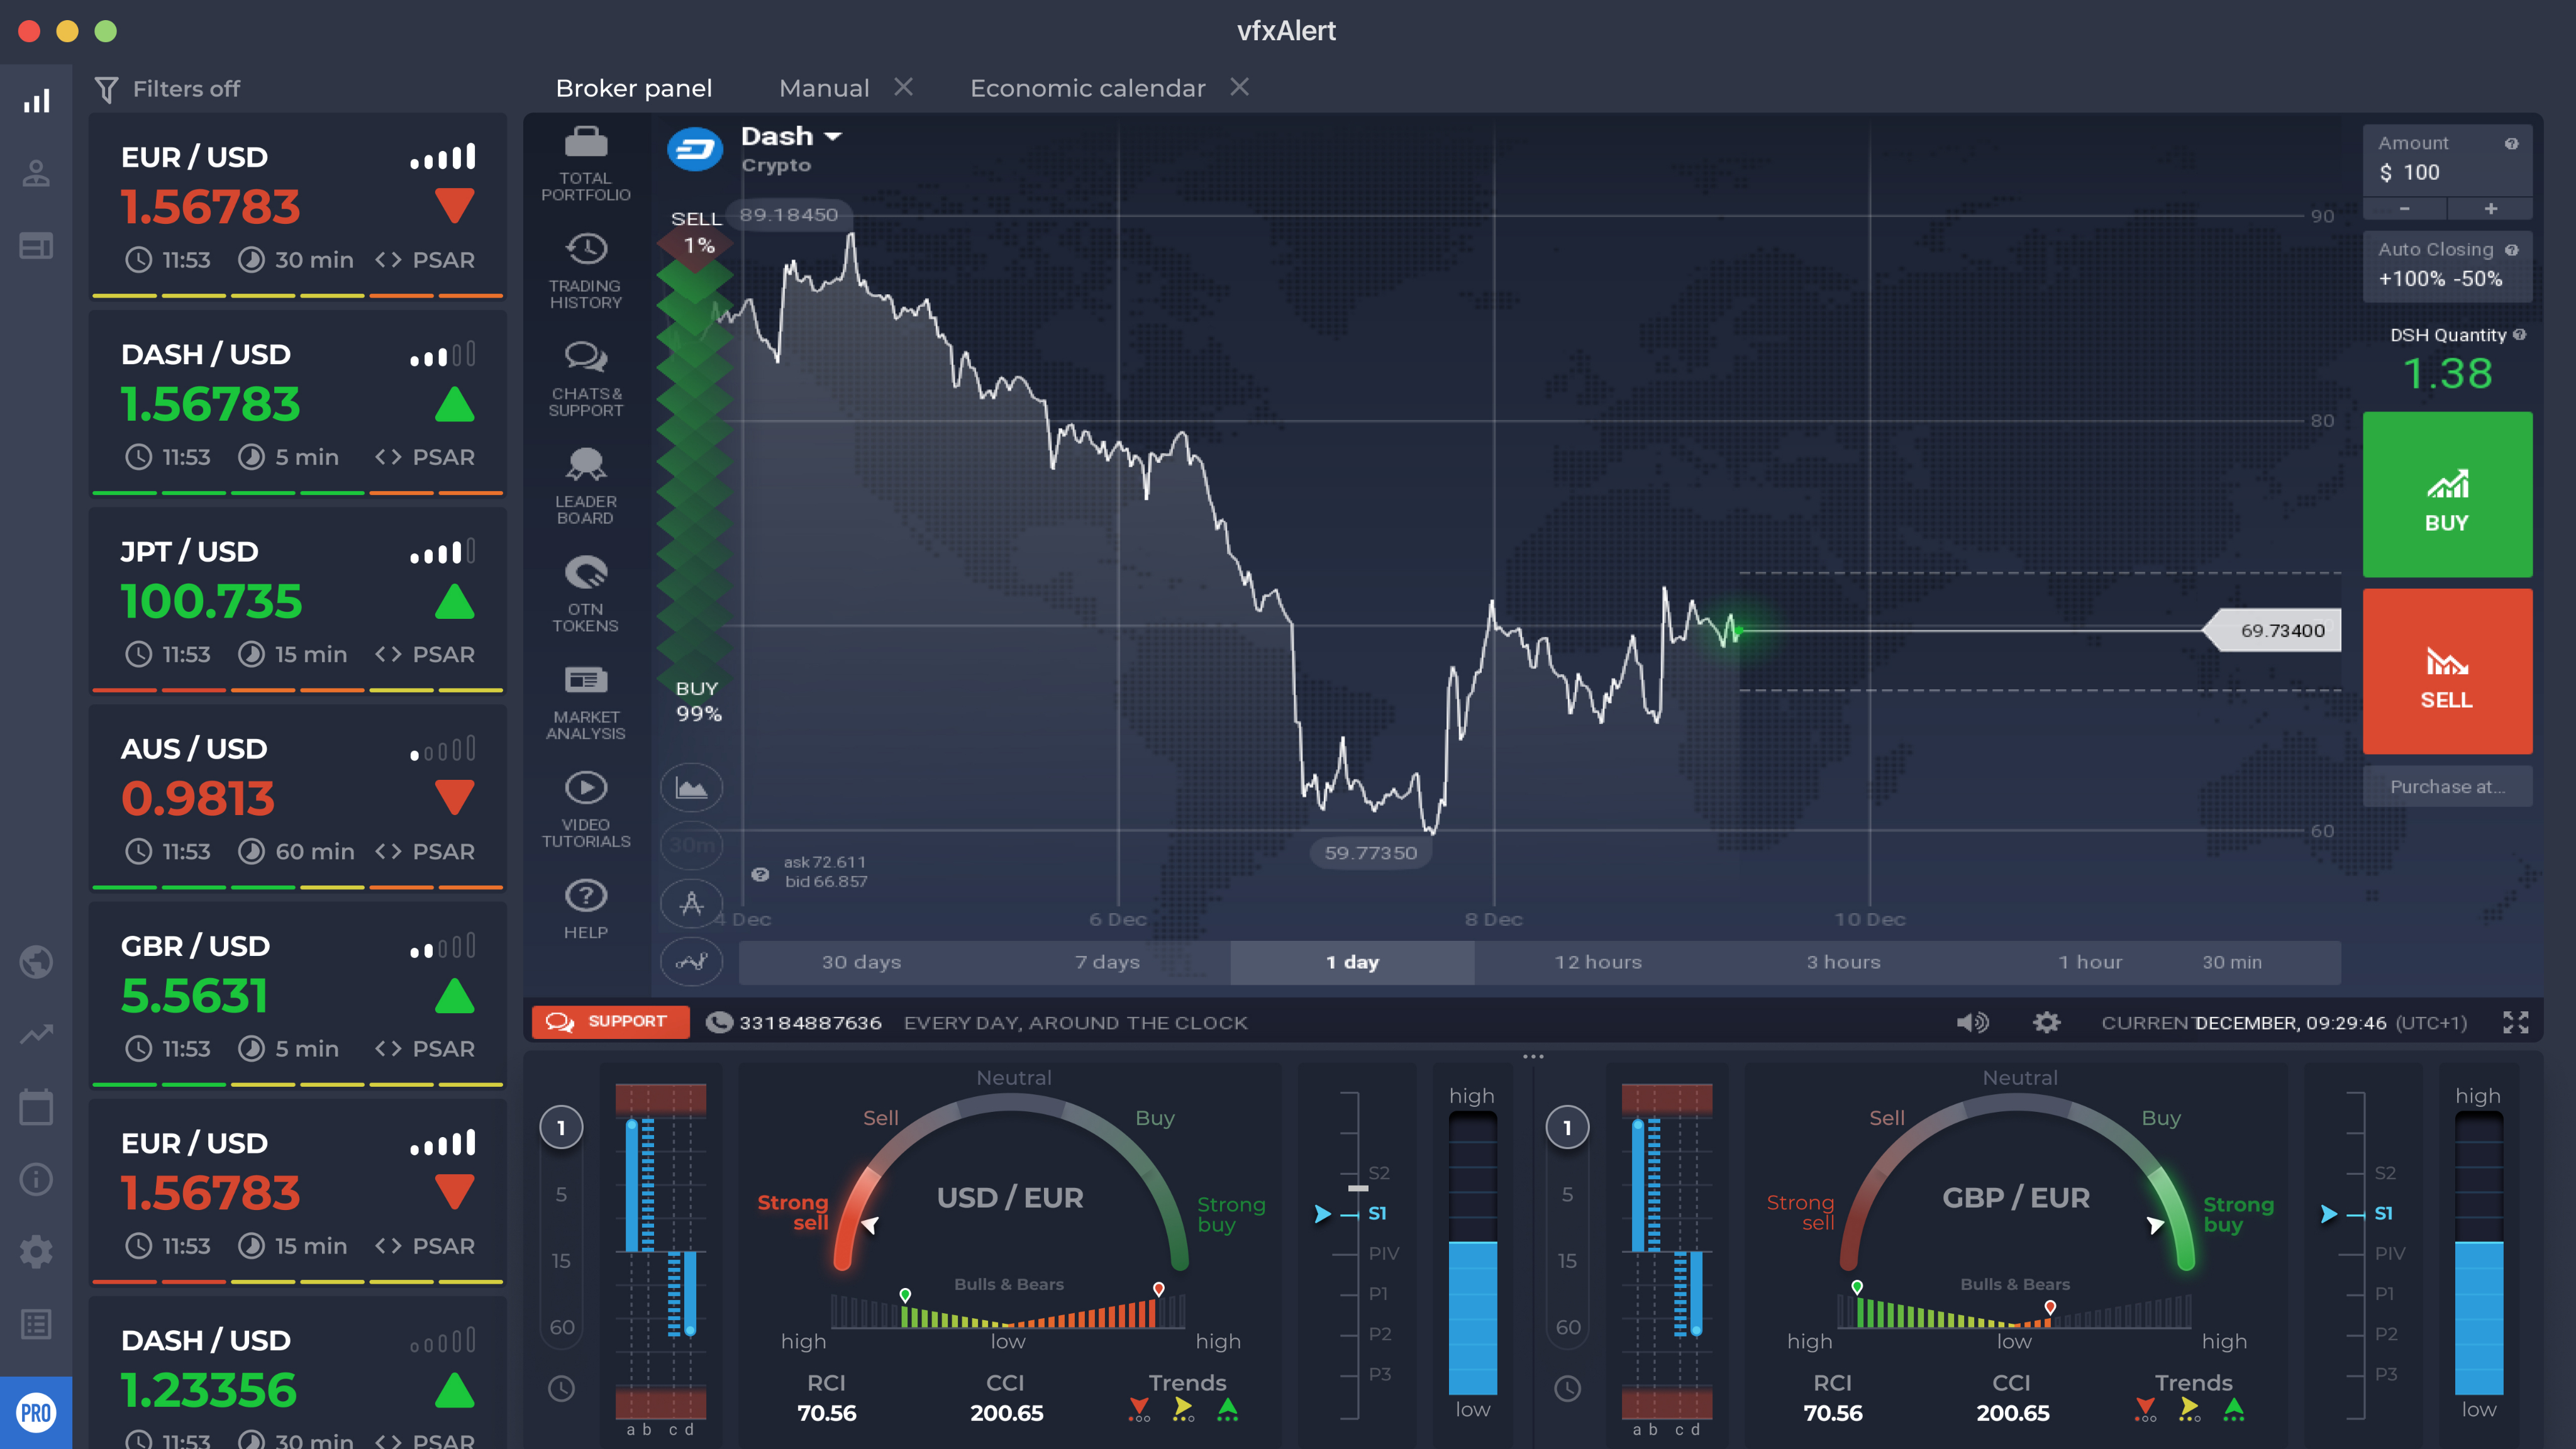 vfxAlert
Filters off
Broker panel
Manual
Economic calendar
EUR / USD
1.56783
11:53
30 min
<> PSAR
DASH / USD
1.56783
11:53
5 min
<> PSAR
JPT / USD
100.735
11:53
15 min
<> PSAR
AUS / USD
0.9813
11:53
60 min
<> PSAR
GBR / USD
5.5631
11:53
5 min
<> PSAR
EUR / USD
1.56783
11:53
15 min
<> PSAR
DASH / USD
1.23356
11:53
30 min
<> PSAR
PRO
TOTAL
PORTFOLIO
TRADING
HISTORY
CHATS &
SUPPORT
LEADER
BOARD
OTN
TOKENS
MARKET
ANALYSIS
VIDEO
TUTORIALS
HELP
Dash
Crypto
SELL
1%
89.18450
BUY
99%
30m
ask 72.611
bid 66.857
59.77350
90
80
69.73400
60
4 Dec
6 Dec
8 Dec
10 Dec
30 days
7 days
1 day
12 hours
3 hours
1 hour
30 min
Amount
$ 100
- +
Auto Closing
+100% -50%
DSH Quantity
1.38
BUY
SELL
Purchase at...
SUPPORT
33184887636
EVERY DAY, AROUND THE CLOCK
CURRENT
DECEMBER, 09:29:46 (UTC+1)
1
5
15
60
a b c d
Neutral
Sell
Buy
Strong
sell
USD / EUR
Strong
buy
Bulls & Bears
high
low
high
RCI
70.56
CCI
200.65
Trends
S2
S1
PIV
P1
P2
P3
high
low
1
5
15
60
a b c d
Neutral
Sell
Buy
Strong
sell
GBP / EUR
Strong
buy
Bulls & Bears
high
low
high
RCI
70.56
CCI
200.65
Trends
S2
S1
PIV
P1
P2
P3
high
low